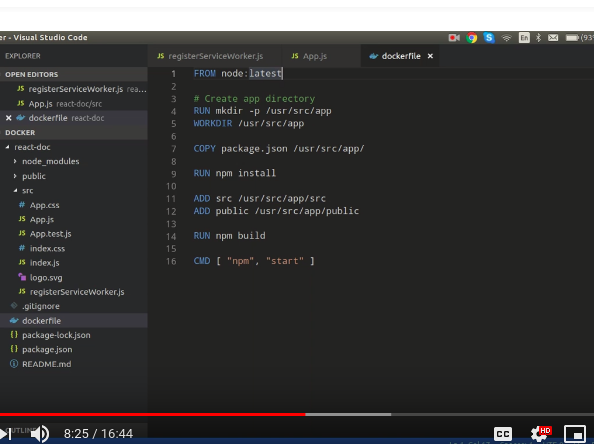 er - Visual Studio Code
En
(93%
EXPLORER
JS registerServiceWorker.js
JS App.js
dockerfile ×
OPEN EDITORS
JS registerServiceWorker.js rea...
JS App.js react-doc/src
× dockerfile react-doc
DOCKER
react-doc
node_modules
public
src
# App.css
JS App.js
JS App.test.js
# index.css
JS index.js
logo.svg
JS registerServiceWorker.js
.gitignore
dockerfile
{} package-lock.json
{} package.json
README.md
OUTLINE
1 FROM node:latest
2
3 # Create app directory
4 RUN mkdir -p /usr/src/app
5 WORKDIR /usr/src/app
6
7 COPY package.json /usr/src/app/
8
9 RUN npm install
10
11 ADD src /usr/src/app/src
12 ADD public /usr/src/app/public
13
14 RUN npm build
15
16 CMD [ "npm", "start" ]
8:25 / 16:44
CC
HD